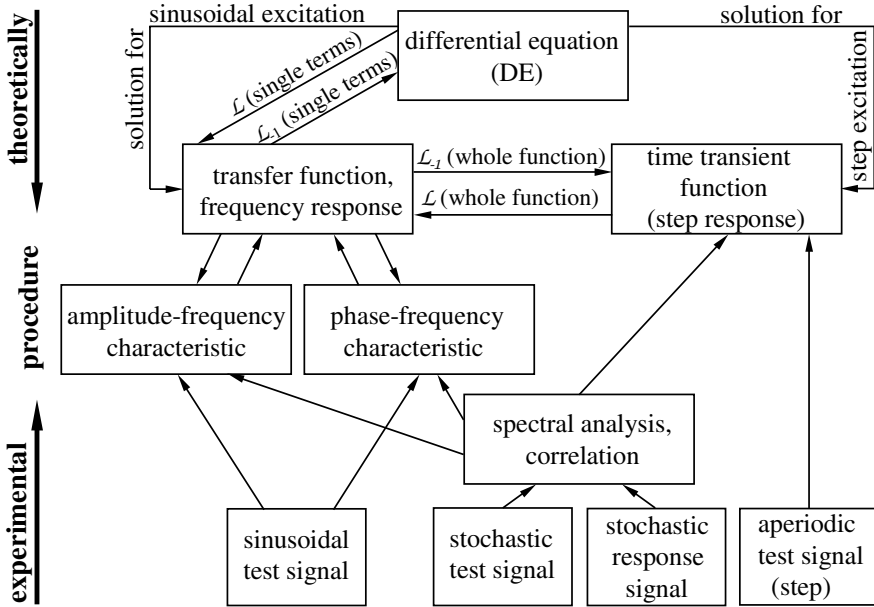 sinusoidal excitation
solution for
differential equation
(DE)
theoretically
solution for
ℒ (single terms)
ℒ-1 (single terms)
step excitation
transfer function,
frequency response
ℒ-1 (whole function)
ℒ (whole function)
time transient
function
(step response)
procedure
amplitude-frequency
characteristic
phase-frequency
characteristic
spectral analysis,
correlation
experimental
sinusoidal
test signal
stochastic
test signal
stochastic
response
signal
aperiodic
test signal
(step)